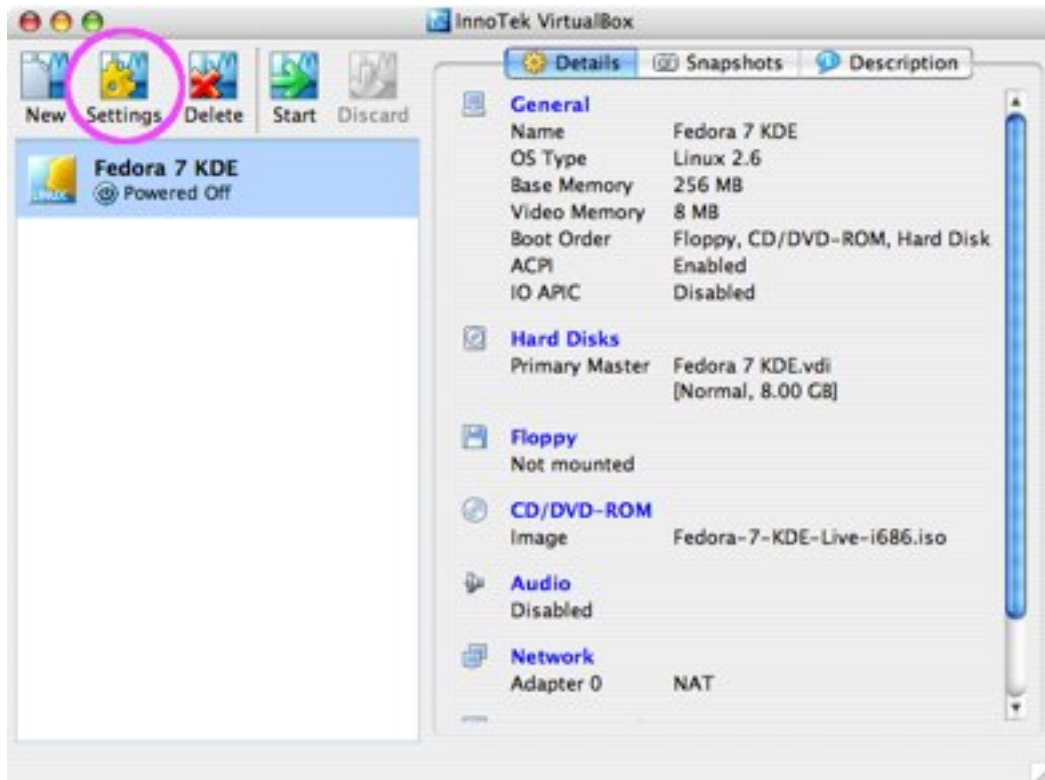 InnoTek VirtualBox
New Settings Delete Start Discard
Details Snapshots Description
Fedora 7 KDE
Powered Off
General
Name Fedora 7 KDE
OS Type Linux 2.6
Base Memory 256 MB
Video Memory 8 MB
Boot Order Floppy, CD/DVD-ROM, Hard Disk
ACPI Enabled
IO APIC Disabled
Hard Disks
Primary Master Fedora 7 KDE.vdi
[Normal, 8.00 GB]
Floppy
Not mounted
CD/DVD-ROM
Image Fedora-7-KDE-Live-i686.iso
Audio
Disabled
Network
Adapter 0 NAT